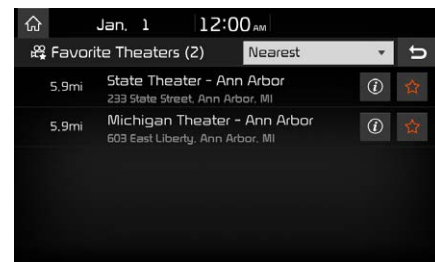 Jan. 1 12:00 AM
Favorite Theaters (2) Nearest
5.9mi State Theater - Ann Arbor
233 State Street, Ann Arbor, MI
5.9mi Michigan Theater - Ann Arbor
603 East Liberty, Ann Arbor, MI